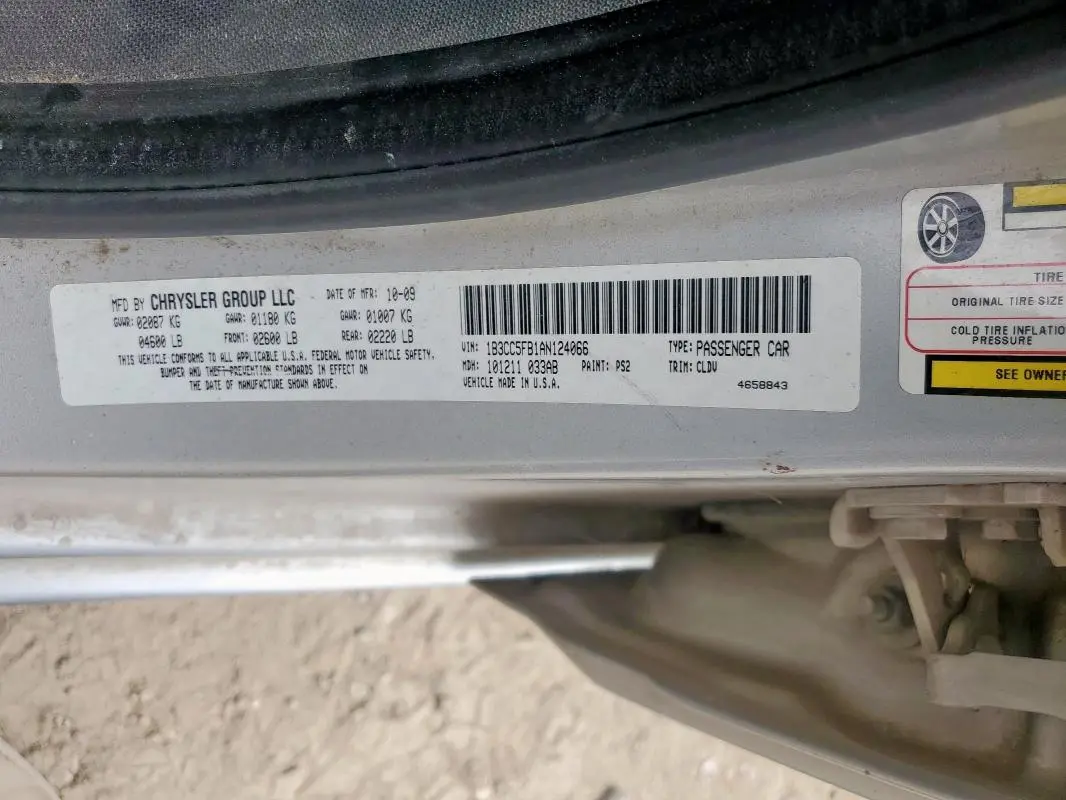 MFD BY CHRYSLER GROUP LLC DATE OF MFR: 10-09
GVWR: 02087 KG GAWR: 01180 KG GAWR: 01007 KG
04600 LB FRONT: 02600 LB REAR: 02220 LB
THIS VEHICLE CONFORMS TO ALL APPLICABLE U.S.A. FEDERAL MOTOR VEHICLE SAFETY,
BUMPER AND THEFT PREVENTION STANDARDS IN EFFECT ON
THE DATE OF MANUFACTURE SHOWN ABOVE.
VIN: 1B3CC5FB1AN124066 TYPE: PASSENGER CAR
MDH: 101211 033AB PAINT: PS2 TRIM: CLDV
VEHICLE MADE IN U.S.A. 4658843
TIRE
ORIGINAL TIRE SIZE
COLD TIRE INFLATIO
PRESSURE
SEE OWNER